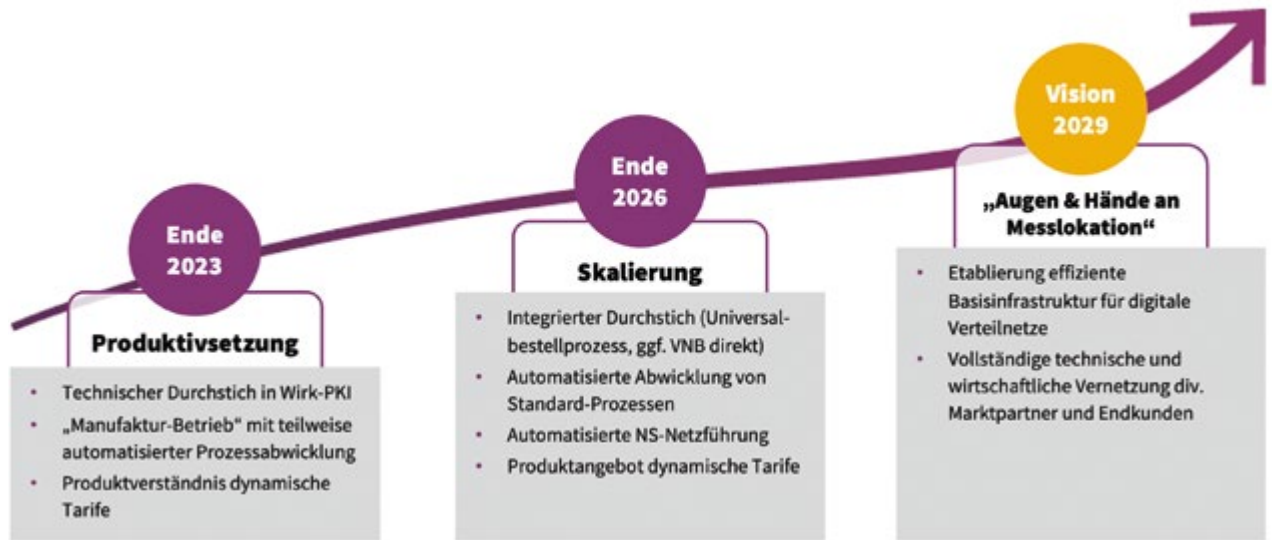 Ende
2023
Produktivsetzung
• Technischer Durchstich in Wirk-PKI
• „Manufaktur-Betrieb“ mit teilweise
automatisierter Prozessabwicklung
• Produktverständnis dynamische
Tarife
Ende
2026
Skalierung
• Integrierter Durchstich (Universal-
bestellprozess, ggf. VNB direkt)
• Automatisierte Abwicklung von
Standard-Prozessen
• Automatisierte NS-Netzführung
• Produktangebot dynamische Tarife
Vision
2029
„Augen & Hände an
Messlokation“
• Etablierung effiziente
Basisinfrastruktur für digitale
Verteilnetze
• Vollständige technische und
wirtschaftliche Vernetzung div.
Marktpartner und Endkunden